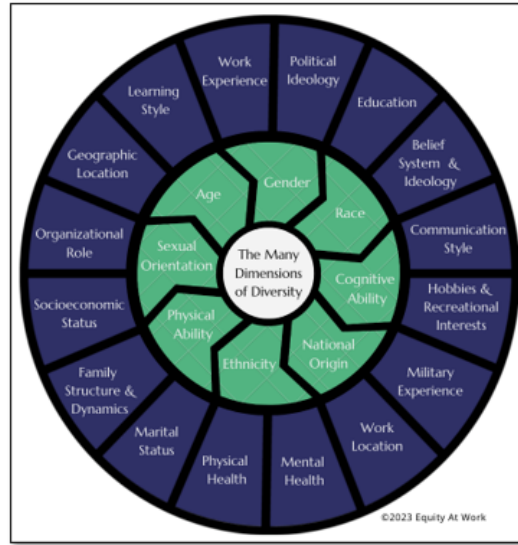 The Many
Dimensions
of Diversity
Gender
Race
Cognitive
Ability
National
Origin
Ethnicity
Physical
Ability
Sexual
Orientation
Age
Political
Ideology
Education
Belief
System &
Ideology
Communication
Style
Hobbies &
Recreational
Interests
Military
Experience
Work
Location
Mental
Health
Physical
Health
Marital
Status
Family
Structure &
Dynamics
Socioeconomic
Status
Organizational
Role
Geographic
Location
Learning
Style
Work
Experience
©2023 Equity At Work